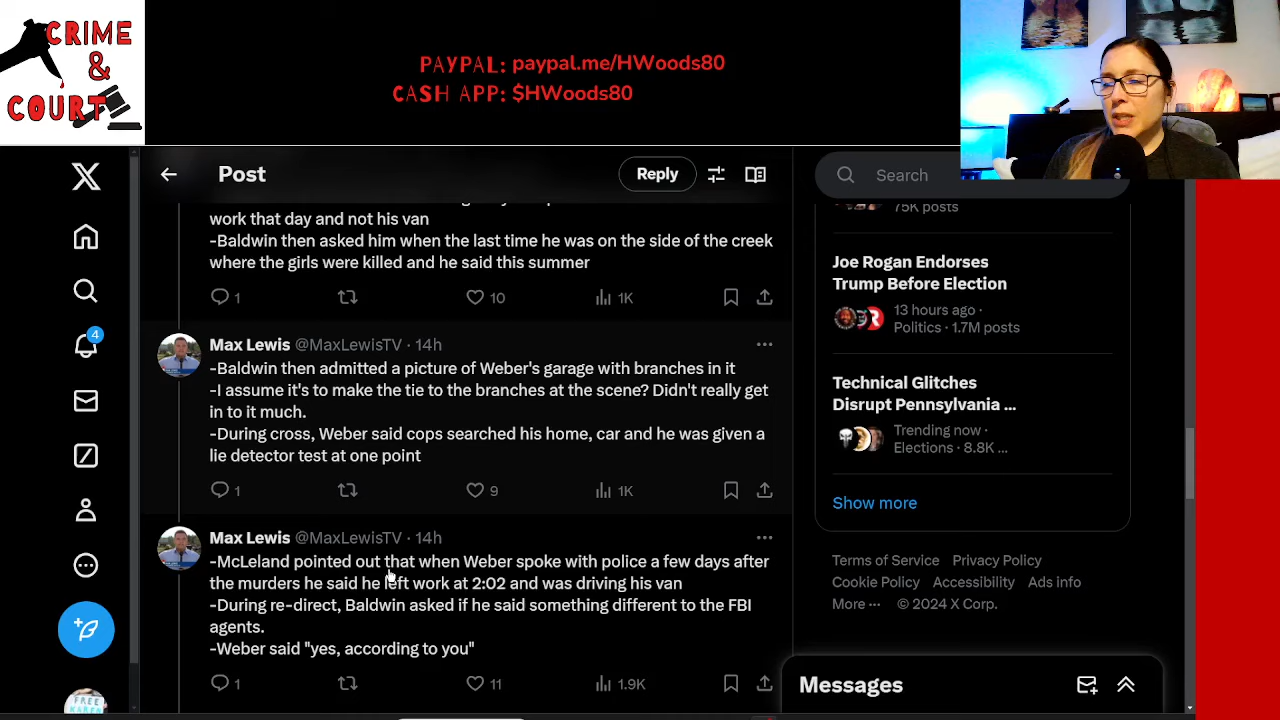 CRIME
&
COURT
PAYPAL: paypal.me/HWoods80
CASH APP: $HWoods80
Post
Reply
Search
work that day and not his van
-Baldwin then asked him when the last time he was on the side of the creek
where the girls were killed and he said this summer
1
10
1K
Max Lewis @MaxLewisTV · 14h
-Baldwin then admitted a picture of Weber's garage with branches in it
-I assume it's to make the tie to the branches at the scene? Didn't really get
in to it much.
-During cross, Weber said cops searched his home, car and he was given a
lie detector test at one point
1
9
1K
Max Lewis @MaxLewisTV · 14h
-McLeland pointed out that when Weber spoke with police a few days after
the murders he said he left work at 2:02 and was driving his van
-During re-direct, Baldwin asked if he said something different to the FBI
agents.
-Weber said "yes, according to you"
1
11
1.9K
4
75K posts
Joe Rogan Endorses
Trump Before Election
13 hours ago ·
Politics · 1.7M posts
Technical Glitches
Disrupt Pennsylvania ...
Trending now ·
Elections · 8.8K ...
Show more
Terms of Service Privacy Policy
Cookie Policy Accessibility Ads info
More ··· © 2024 X Corp.
Messages
FREE
KAREN